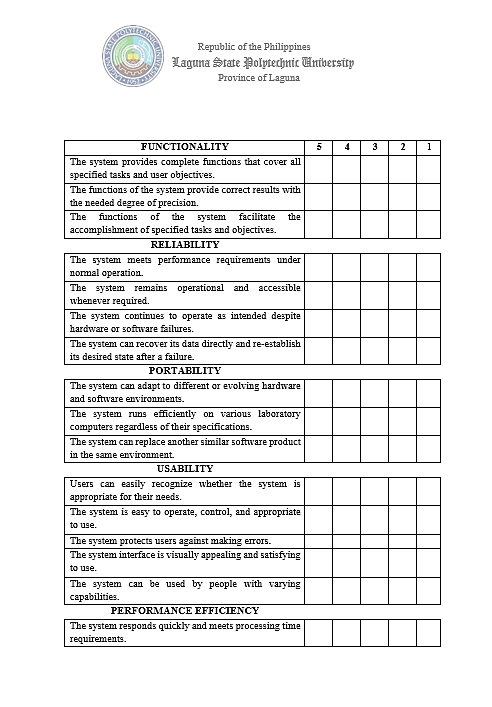 Republic of the Philippines
Laguna State Polytechnic University
Province of Laguna
FUNCTIONALITY 5 4 3 2 1
The system provides complete functions that cover all
specified tasks and user objectives.
The functions of the system provide correct results with
the needed degree of precision.
The functions of the system facilitate the
accomplishment of specified tasks and objectives.
RELIABILITY
The system meets performance requirements under
normal operation.
The system remains operational and accessible
whenever required.
The system continues to operate as intended despite
hardware or software failures.
The system can recover its data directly and re-establish
its desired state after a failure.
PORTABILITY
The system can adapt to different or evolving hardware
and software environments.
The system runs efficiently on various laboratory
computers regardless of their specifications.
The system can replace another similar software product
in the same environment.
USABILITY
Users can easily recognize whether the system is
appropriate for their needs.
The system is easy to operate, control, and appropriate
to use.
The system protects users against making errors.
The system interface is visually appealing and satisfying
to use.
The system can be used by people with varying
capabilities.
PERFORMANCE EFFICIENCY
The system responds quickly and meets processing time
requirements.